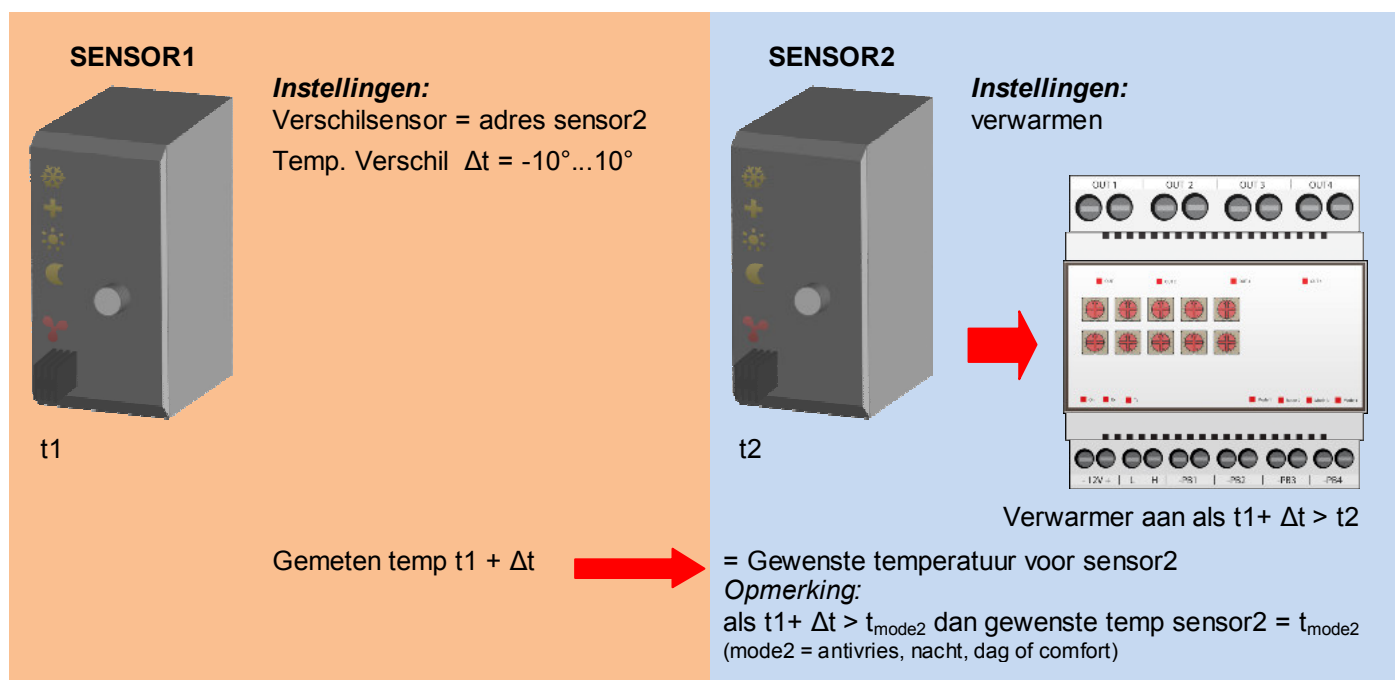 SENSOR1
Instellingen:
Verschilsensor = adres sensor2
Temp. Verschil Δt = -10°...10°
t1
Gemeten temp t1 + Δt
SENSOR2
Instellingen:
verwarmen
OUT 1 OUT 2 OUT 3 OUT4
- 12V + L H -PB1 -PB2 -PB3 -PB4
t2
Verwarmer aan als t1+ Δt > t2
= Gewenste temperatuur voor sensor2
Opmerking:
als t1+ Δt > tmode2 dan gewenste temp sensor2 = tmode2
(mode2 = antivries, nacht, dag of comfort)